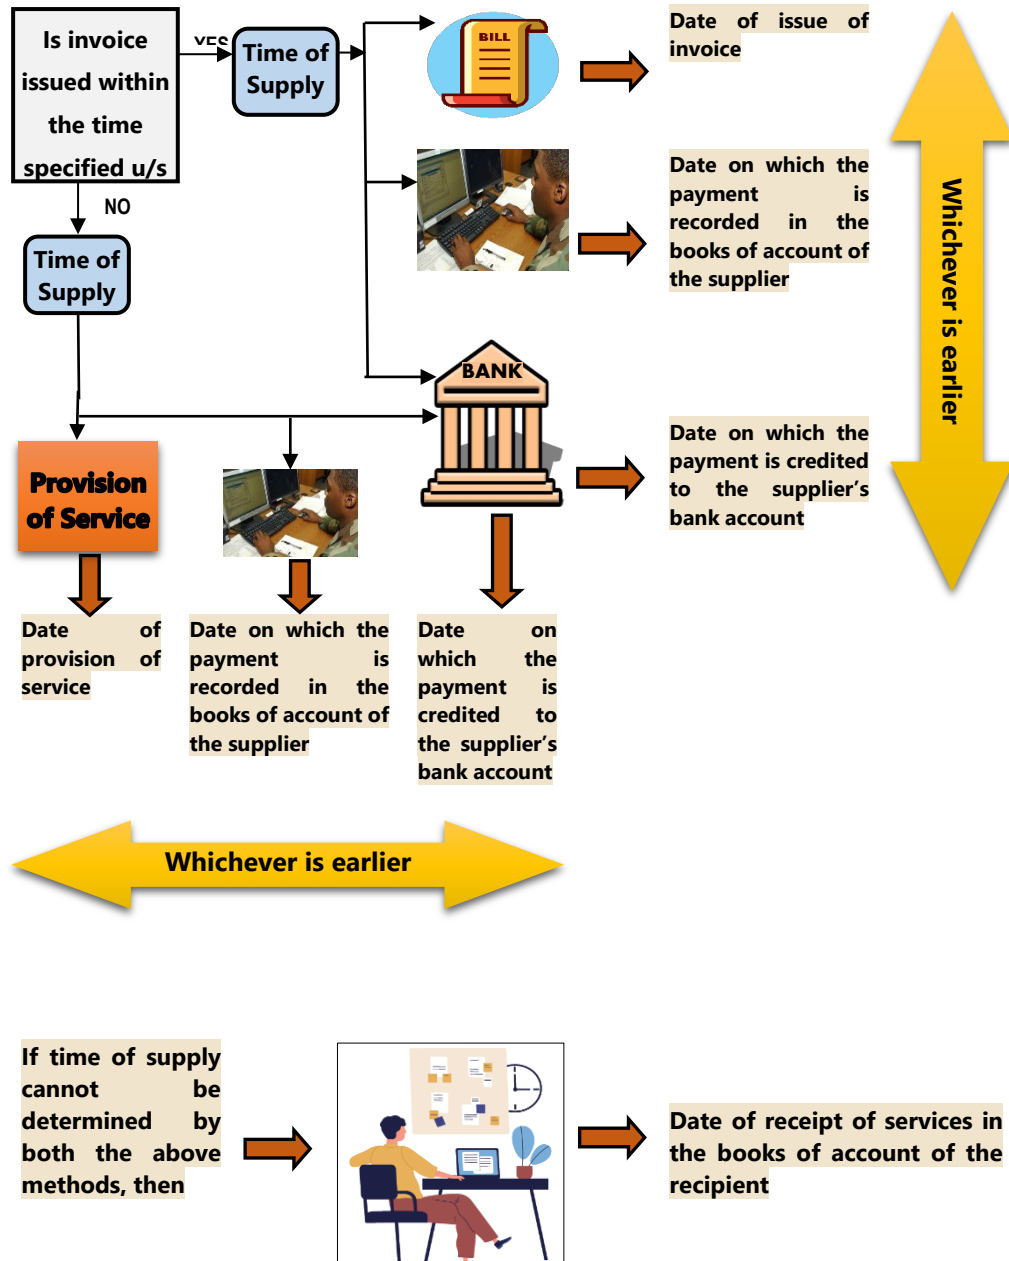 Is invoice
issued within
the time
specified u/s
YES
Time of
Supply
BILL
Date of issue of
invoice
Date on which the
payment is
recorded in the
books of account of
the supplier
Whichever is earlier
NO
Time of
Supply
BANK
Date on which the
payment is credited
to the supplier's
bank account
Provision
of Service
Date of
provision of
service
Date on which the
payment is
recorded in the
books of account of
the supplier
Date on
which the
payment is
credited to
the supplier's
bank account
Whichever is earlier
If time of supply
cannot be
determined by
both the above
methods, then
Date of receipt of services in
the books of account of the
recipient